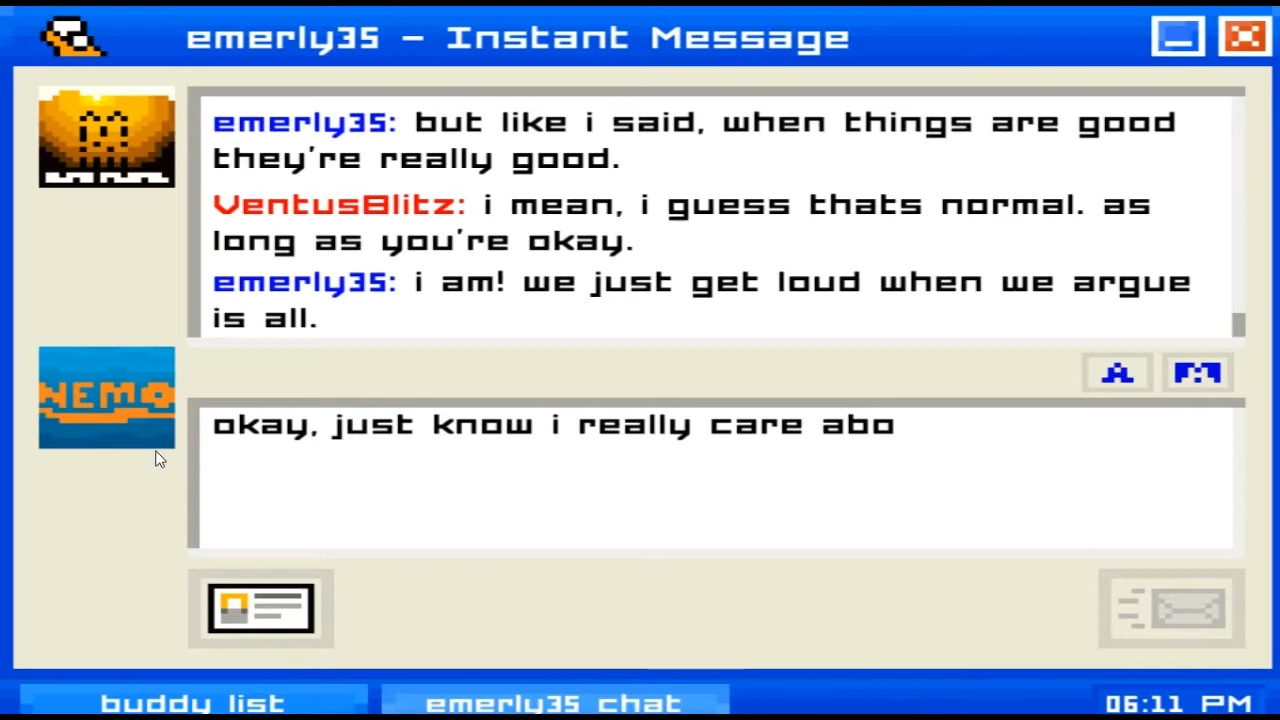 emerly35 - Instant Message
emerly35: but like i said, when things are good
they're really good.
VentusBlitz: i mean, i guess thats normal. as
long as you're okay.
emerly35: i am! we just get loud when we argue
is all.
NEMO
A
okay, just know i really care abo
buddy list
emerly35 chat
06:11 PM